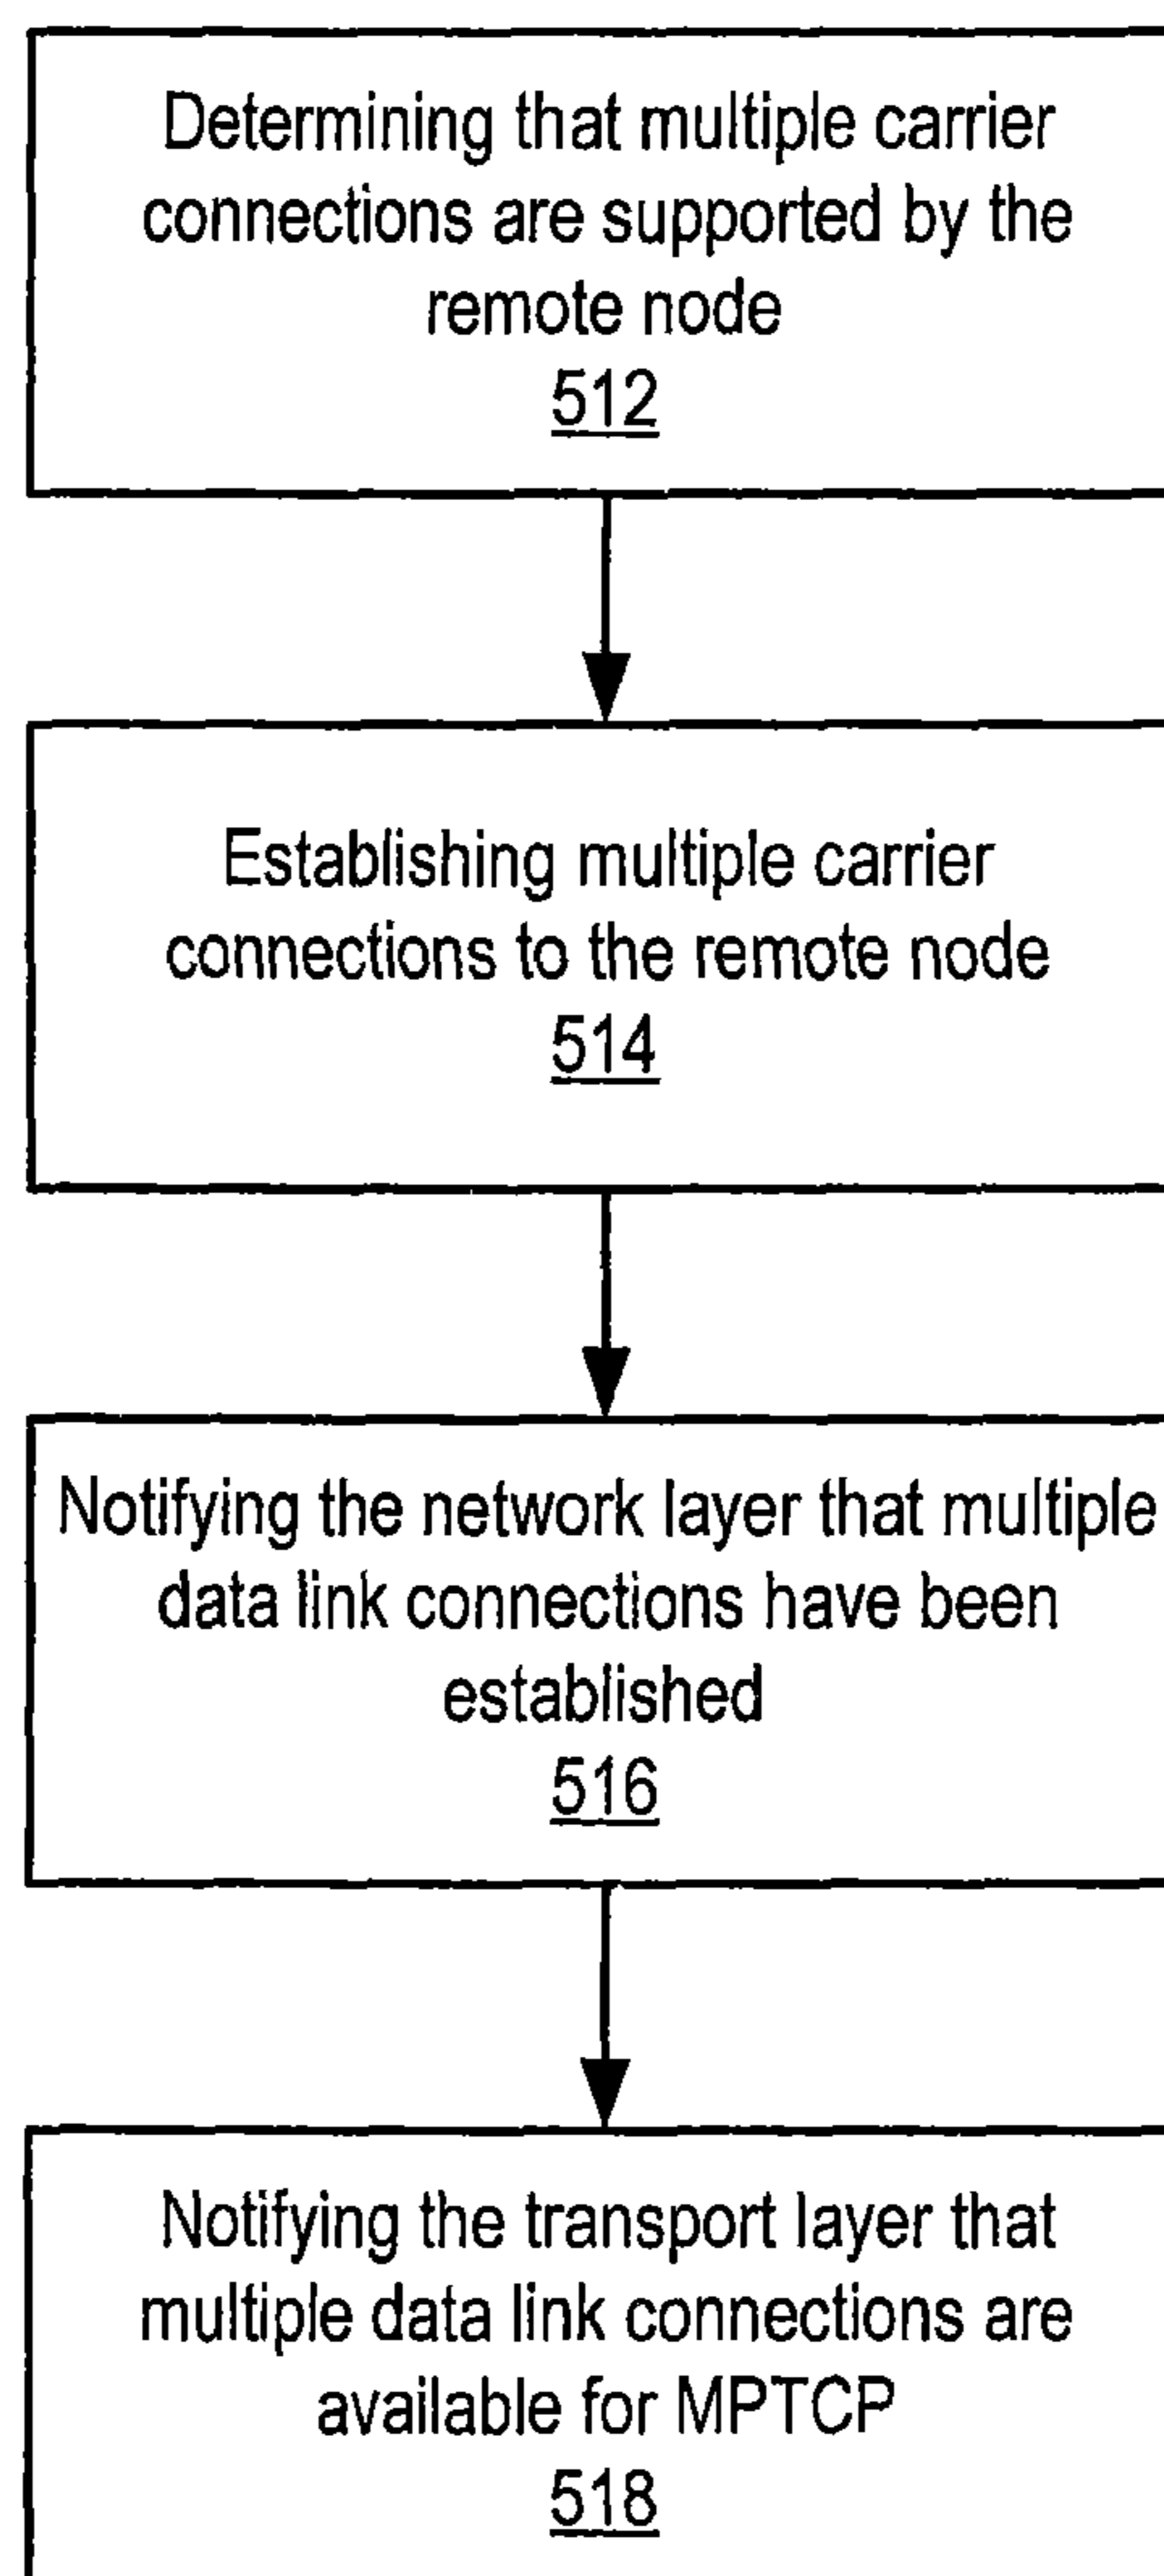 Determining that multiple carrier
connections are supported by the
remote node
512
Establishing multiple carrier
connections to the remote node
514
Notifying the network layer that multiple
data link connections have been
established
516
Notifying the transport layer that
multiple data link connections are
available for MPTCP
518